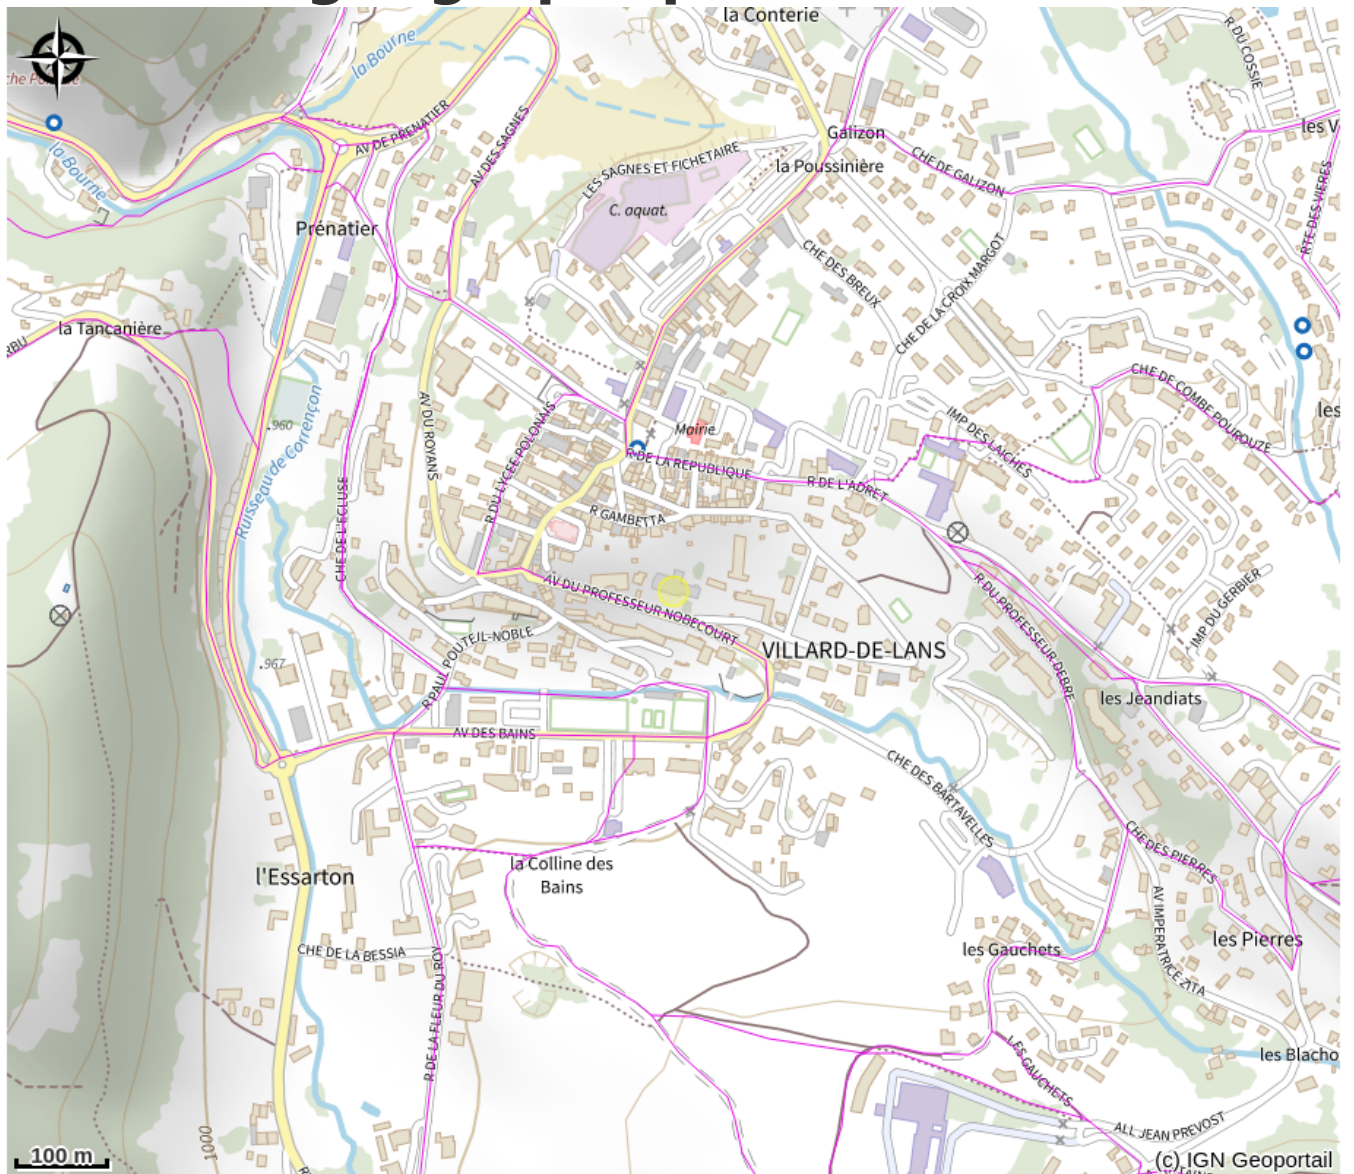 la Conterie
la Bourne
R DU COSSIE
AV DE PRENATIER
AV DES SAGNES
Galizon
les V
la Bourne
LES SAGNES ET FICHETAIRE
la Poussinière
CHE DE GALIZON
C. aquat.
RTE DES VIERES
Prénatier
CHE DES BREUX
CHE DE LA CROIX MARGOT
la Tancanière
RBU
CHE DE COMBE POUROUZE
les
AV DU ROYANS
R DU LYCEE POLONAIS
Mairie
IMP DES LAICHES
.960
Ruisseau de Corrençon
R DE LA REPUBLIQUE
R DE L'ADRET
CHE DE L'ECLUSE
R GAMBETTA
AV DU PROFESSEUR NOBECOURT
R DU PROFESSEUR DEBRE
IMP DU GERBIER
VILLARD-DE-LANS
R PAUL POUTEIL-NOBLE
.967
les Jeandiats
AV DES BAINS
CHE DES BARTAVELLES
CHE DES PIERRES
la Colline des
Bains
l'Essarton
AV IMPERATRICE ZITA
les Pierres
les Gauchets
CHE DE LA BESSIA
R DE LA FLEUR DU ROY
LES GAUCHETS
les Blacho
ALL JEAN PREVOST
1000
100 m
(c) IGN Geoportail